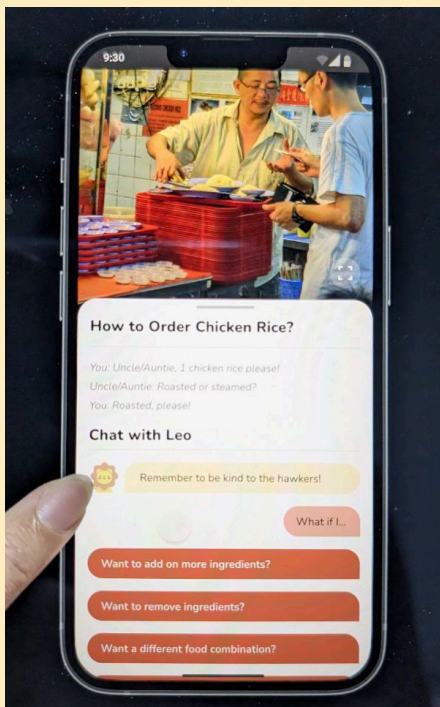 9:30
How to Order Chicken Rice?
You: Uncle/Auntie, 1 chicken rice please!
Uncle/Auntie: Roasted or steamed?
You: Roasted, please!
Chat with Leo
Remember to be kind to the hawkers!
What if I...
Want to add on more ingredients?
Want to remove ingredients?
Want a different food combination?